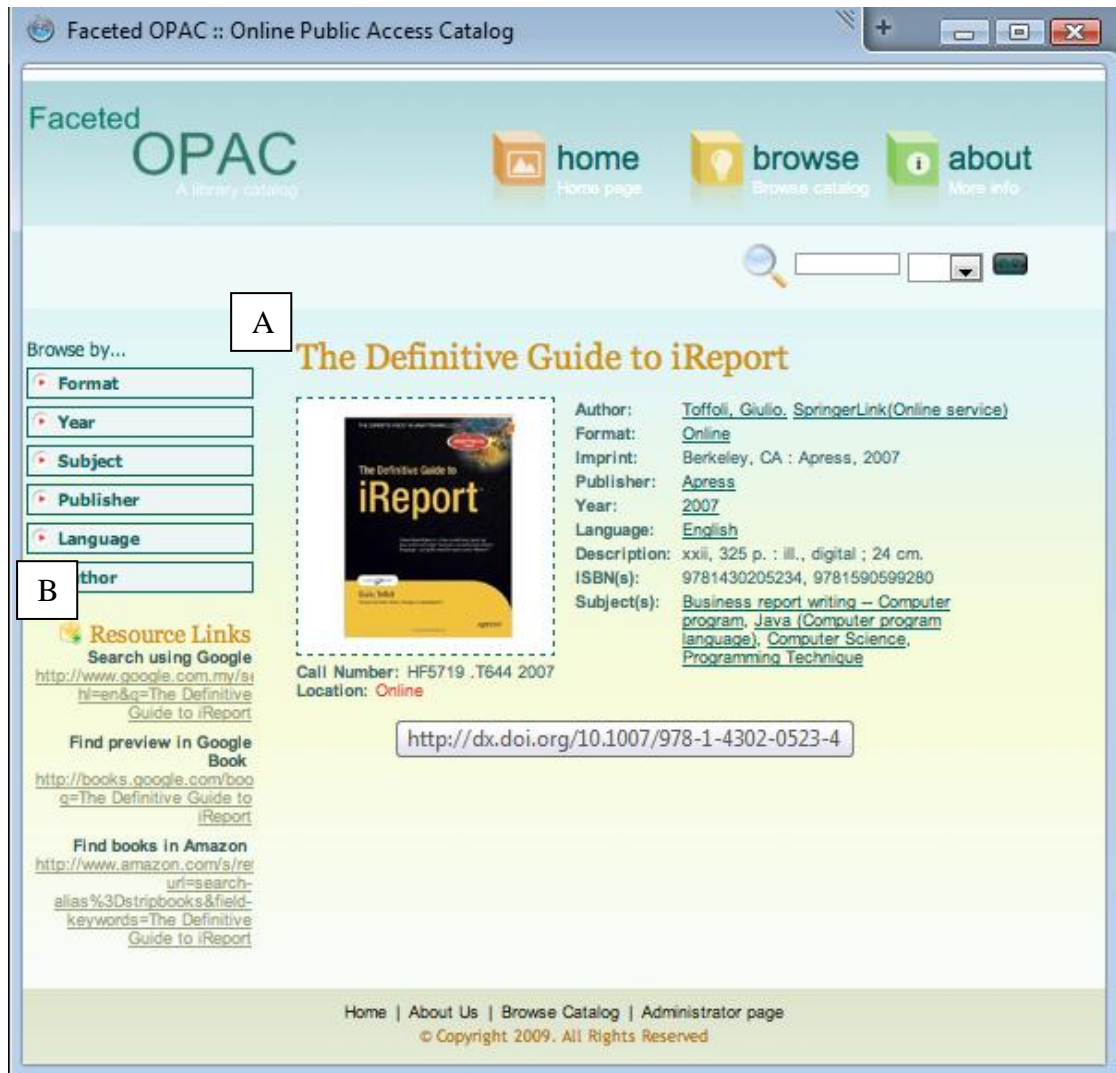 Faceted OPAC :: Online Public Access Catalog
+
Faceted
OPAC
A library catalog
home
Home page
browse
Browse catalog
about
More info
A
Browse by...
Format
Year
Subject
Publisher
Language
B
thor
Resource Links
Search using Google
http://www.google.com.my/se
hl=en&q=The Definitive
Guide to iReport
Find preview in Google
Book
http://books.google.com/boo
q=The Definitive Guide to
iReport
Find books in Amazon
http://www.amazon.com/s/re
url=search-
alias%3Dstripbooks&field-
keywords=The Definitive
Guide to iReport
The Definitive Guide to iReport
The Definitive Guide to
iReport
Call Number: HF5719 .T644 2007
Location: Online
Author: Toffoli, Giulio. SpringerLink(Online service)
Format: Online
Imprint: Berkeley, CA : Apress, 2007
Publisher: Apress
Year: 2007
Language: English
Description: xxii, 325 p. : ill., digital ; 24 cm.
ISBN(s): 9781430205234, 9781590599280
Subject(s): Business report writing -- Computer
program, Java (Computer program
language), Computer Science,
Programming Technique
http://dx.doi.org/10.1007/978-1-4302-0523-4
Home | About Us | Browse Catalog | Administrator page
© Copyright 2009. All Rights Reserved